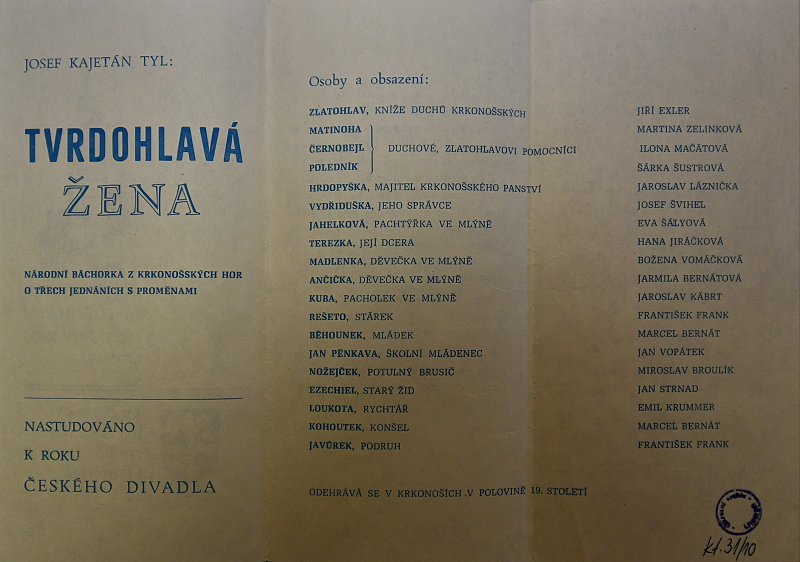 JOSEF KAJETÁN TYL:
TVRDOHLAVÁ
ŽENA
NÁRODNÍ BÁCHORKA Z KRKONOŠSKÝCH HOR
O TŘECH JEDNÁNÍCH S PROMĚNAMI
NASTUDOVÁNO
K ROKU
ČESKÉHO DIVADLA
Osoby a obsazení:
ZLATOHLAV, KNÍŽE DUCHŮ KRKONOŠSKÝCH JIŘÍ EXLER
MATINOHA MARTINA ZELINKOVÁ
ČERNOBEJL DUCHOVÉ, ZLATOHLAVOVI POMOCNÍCI ILONA MAČÁTOVÁ
POLEDNÍK ŠÁRKA ŠUSTROVÁ
HRDOPYŠKA, MAJITEL KRKONOŠSKÉHO PANSTVÍ JAROSLAV LÁZNIČKA
VYDŘIDUŠKA, JEHO SPRÁVCE JOSEF ŠVIHEL
JAHELKOVÁ, PACHTÝŘKA VE MLÝNĚ EVA ŠÁLYOVÁ
TEREZKA, JEJÍ DCERA HANA JIRÁČKOVÁ
MADLENKA, DĚVEČKA VE MLÝNĚ BOŽENA VOMÁČKOVÁ
ANČIČKA, DĚVEČKA VE MLÝNĚ JARMILA BERNÁTOVÁ
KUBA, PACHOLEK VE MLÝNĚ JAROSLAV KÁBRT
REŠETO, STÁREK FRANTIŠEK FRANK
BĚHOUNEK, MLÁDEK MARCEL BERNÁT
JAN PĚNKAVA, ŠKOLNÍ MLÁDENEC JAN VOPÁTEK
NOŽEJČEK, POTULNÝ BRUSIČ MIROSLAV BROULÍK
EZECHIEL, STARÝ ŽID JAN STRNAD
LOUKOTA, RYCHTÁŘ EMIL KRUMMER
KOHOUTEK, KONŠEL MARCEL BERNÁT
JAVŮREK, PODRUH FRANTIŠEK FRANK
ODEHRÁVÁ SE V KRKONOŠÍCH V POLOVINĚ 19. STOLETÍ
kt. 31/10